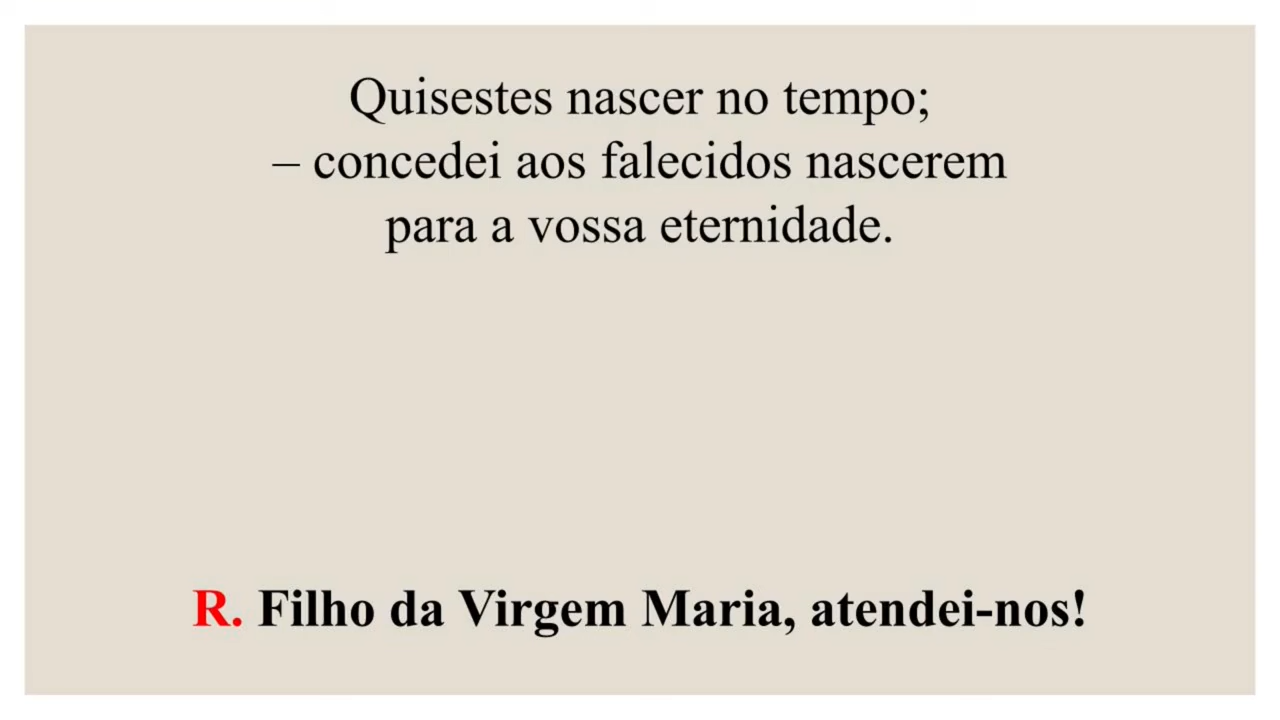 Quisestes nascer no tempo;
– concedei aos falecidos nascerem
para a vossa eternidade.
R. Filho da Virgem Maria, atendei-nos!